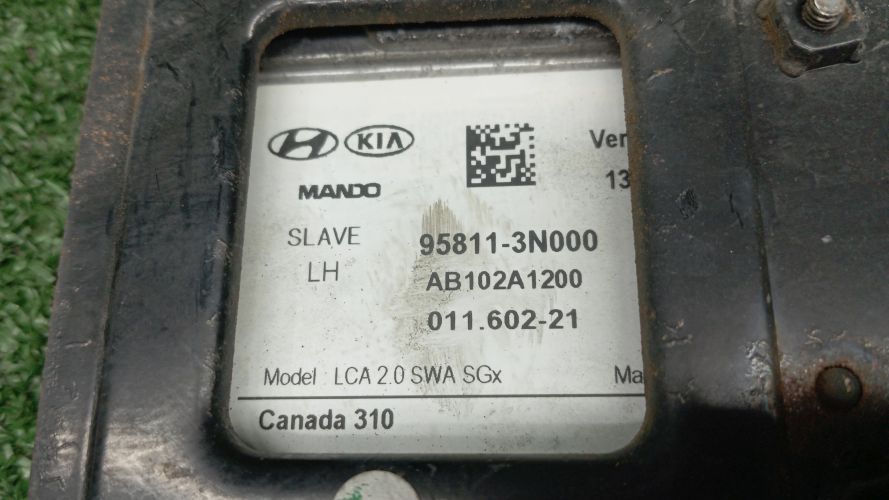 KIA
Ver
MANDO
13
SLAVE 95811-3N000
LH AB102A1200
011.602-21
Model : LCA 2.0 SWA SGx Ma
Canada 310